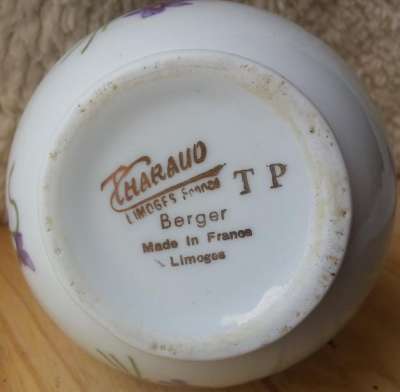 CHARAUD
LIMOGES France
T P
Berger
Made in France
Limoges